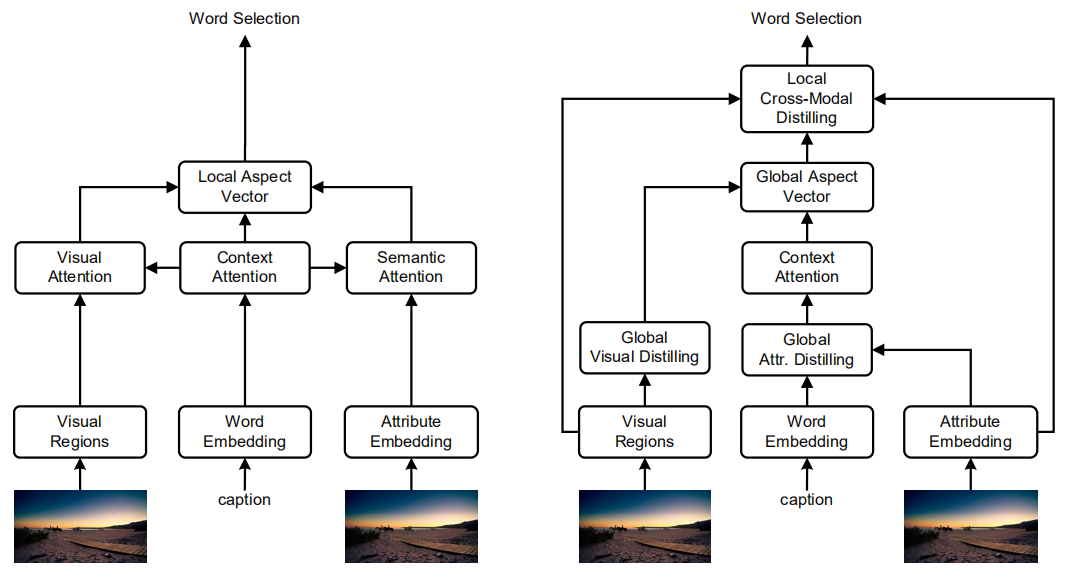 Word Selection
Local Aspect
Vector
Visual
Attention
Context
Attention
Semantic
Attention
Visual
Regions
Word
Embedding
Attribute
Embedding
caption
Word Selection
Local
Cross-Modal
Distilling
Global Aspect
Vector
Context
Attention
Global
Visual Distilling
Global
Attr. Distilling
Visual
Regions
Word
Embedding
Attribute
Embedding
caption